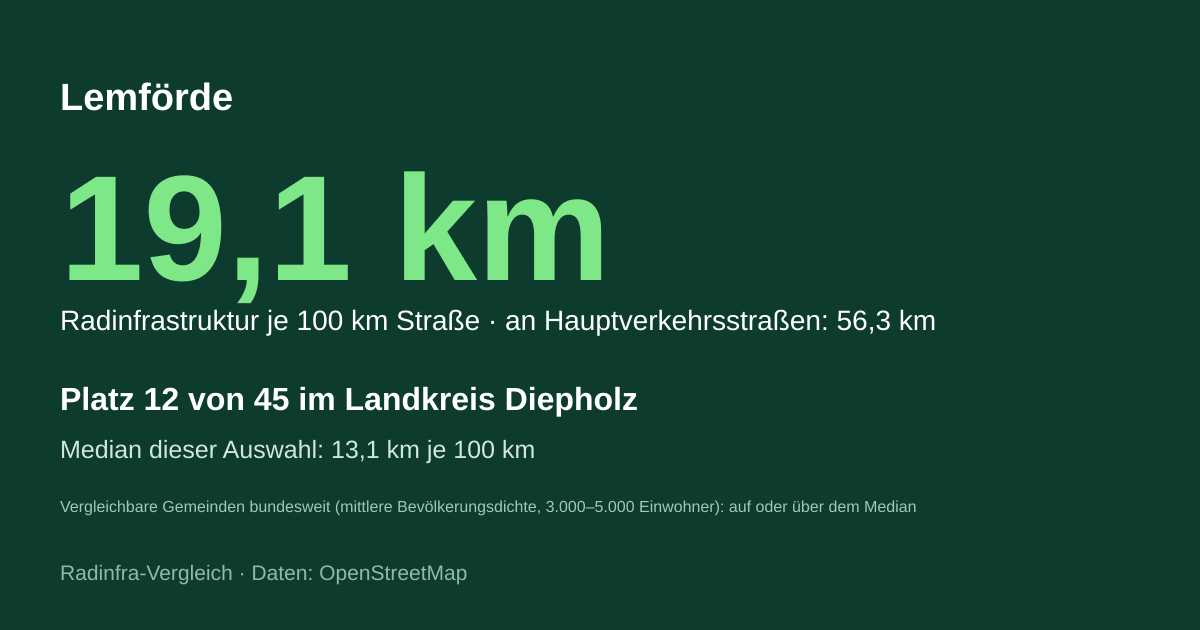 Lemförde
19,1 km
Radinfrastruktur je 100 km Straße · an Hauptverkehrsstraßen: 56,3 km
Platz 12 von 45 im Landkreis Diepholz
Median dieser Auswahl: 13,1 km je 100 km
Vergleichbare Gemeinden bundesweit (mittlere Bevölkerungsdichte, 3.000–5.000 Einwohner): auf oder über dem Median
Radinfra-Vergleich · Daten: OpenStreetMap